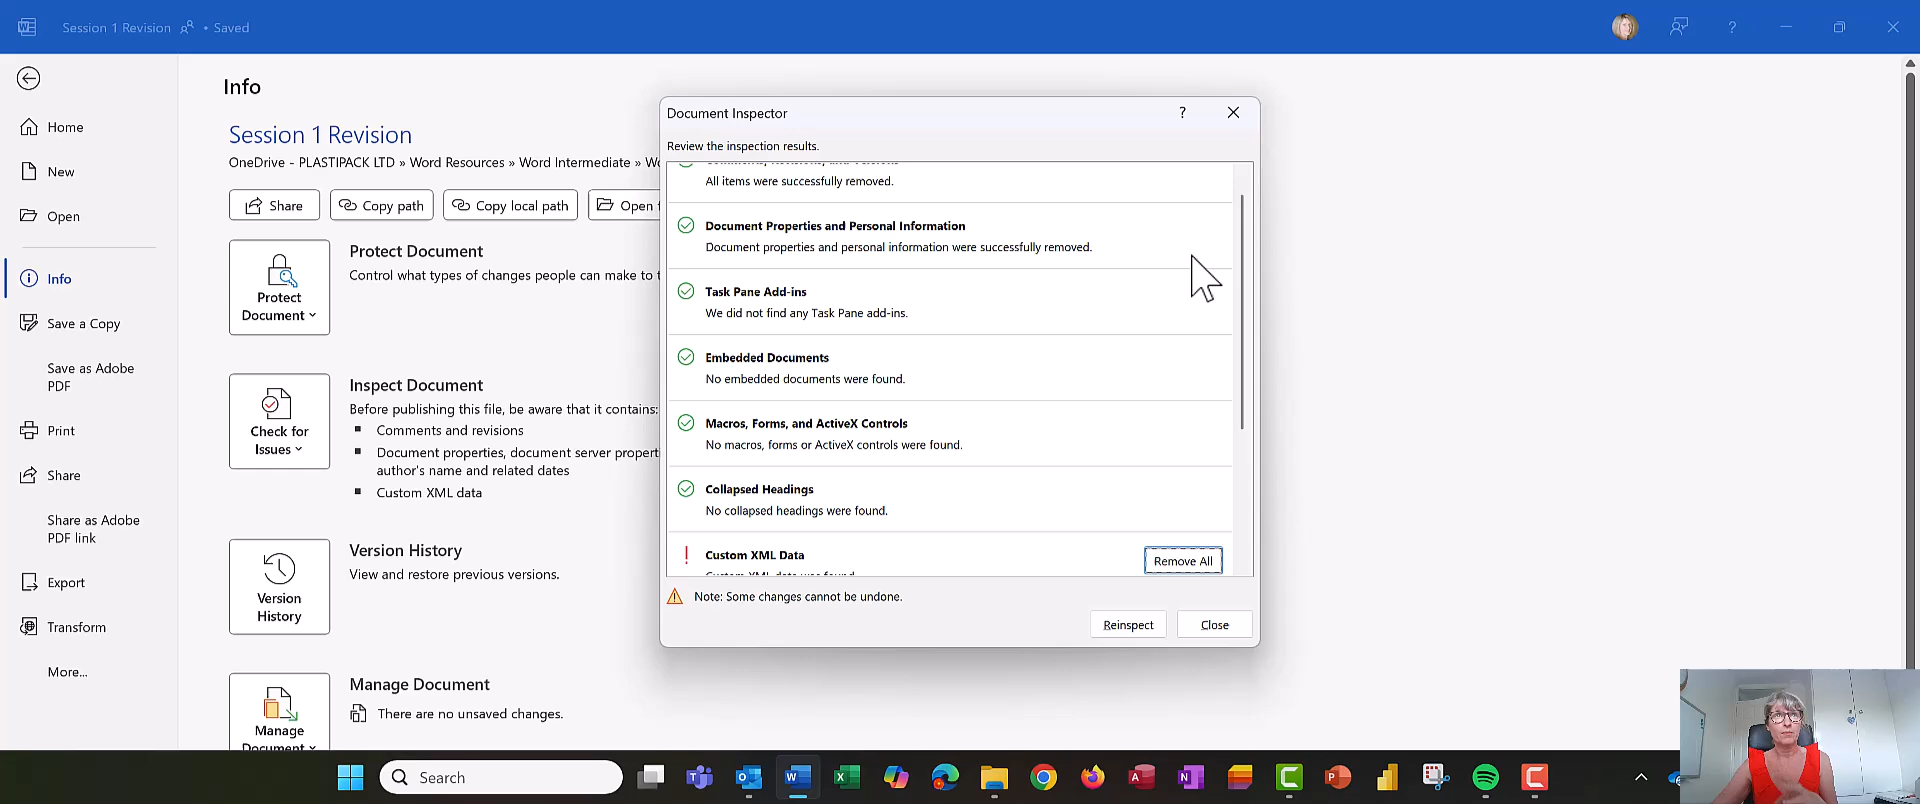 Session 1 Revision • Saved
?
Info
Home
New
Open
Info
Save a Copy
Save as Adobe
PDF
Print
Share
Share as Adobe
PDF link
Export
Transform
More...
Session 1 Revision
OneDrive - PLASTIPACK LTD » Word Resources » Word Intermediate »
Share
Copy path
Copy local path
Open
Protect
Document
Protect Document
Control what types of changes people can make to
Check for
Issues
Inspect Document
Before publishing this file, be aware that it contains:
Comments and revisions
Document properties, document server
author's name and related dates
Custom XML data
Version
History
Version History
View and restore previous versions.
Manage
Document
Manage Document
There are no unsaved changes.
Document Inspector
?
Review the inspection results.
All items were successfully removed.
Document Properties and Personal Information
Document properties and personal information were successfully removed.
Task Pane Add-ins
We did not find any Task Pane add-ins.
Embedded Documents
No embedded documents were found.
Macros, Forms, and ActiveX Controls
No macros, forms or ActiveX controls were found.
Collapsed Headings
No collapsed headings were found.
Custom XML Data
Remove All
Note: Some changes cannot be undone.
Reinspect
Close
Search